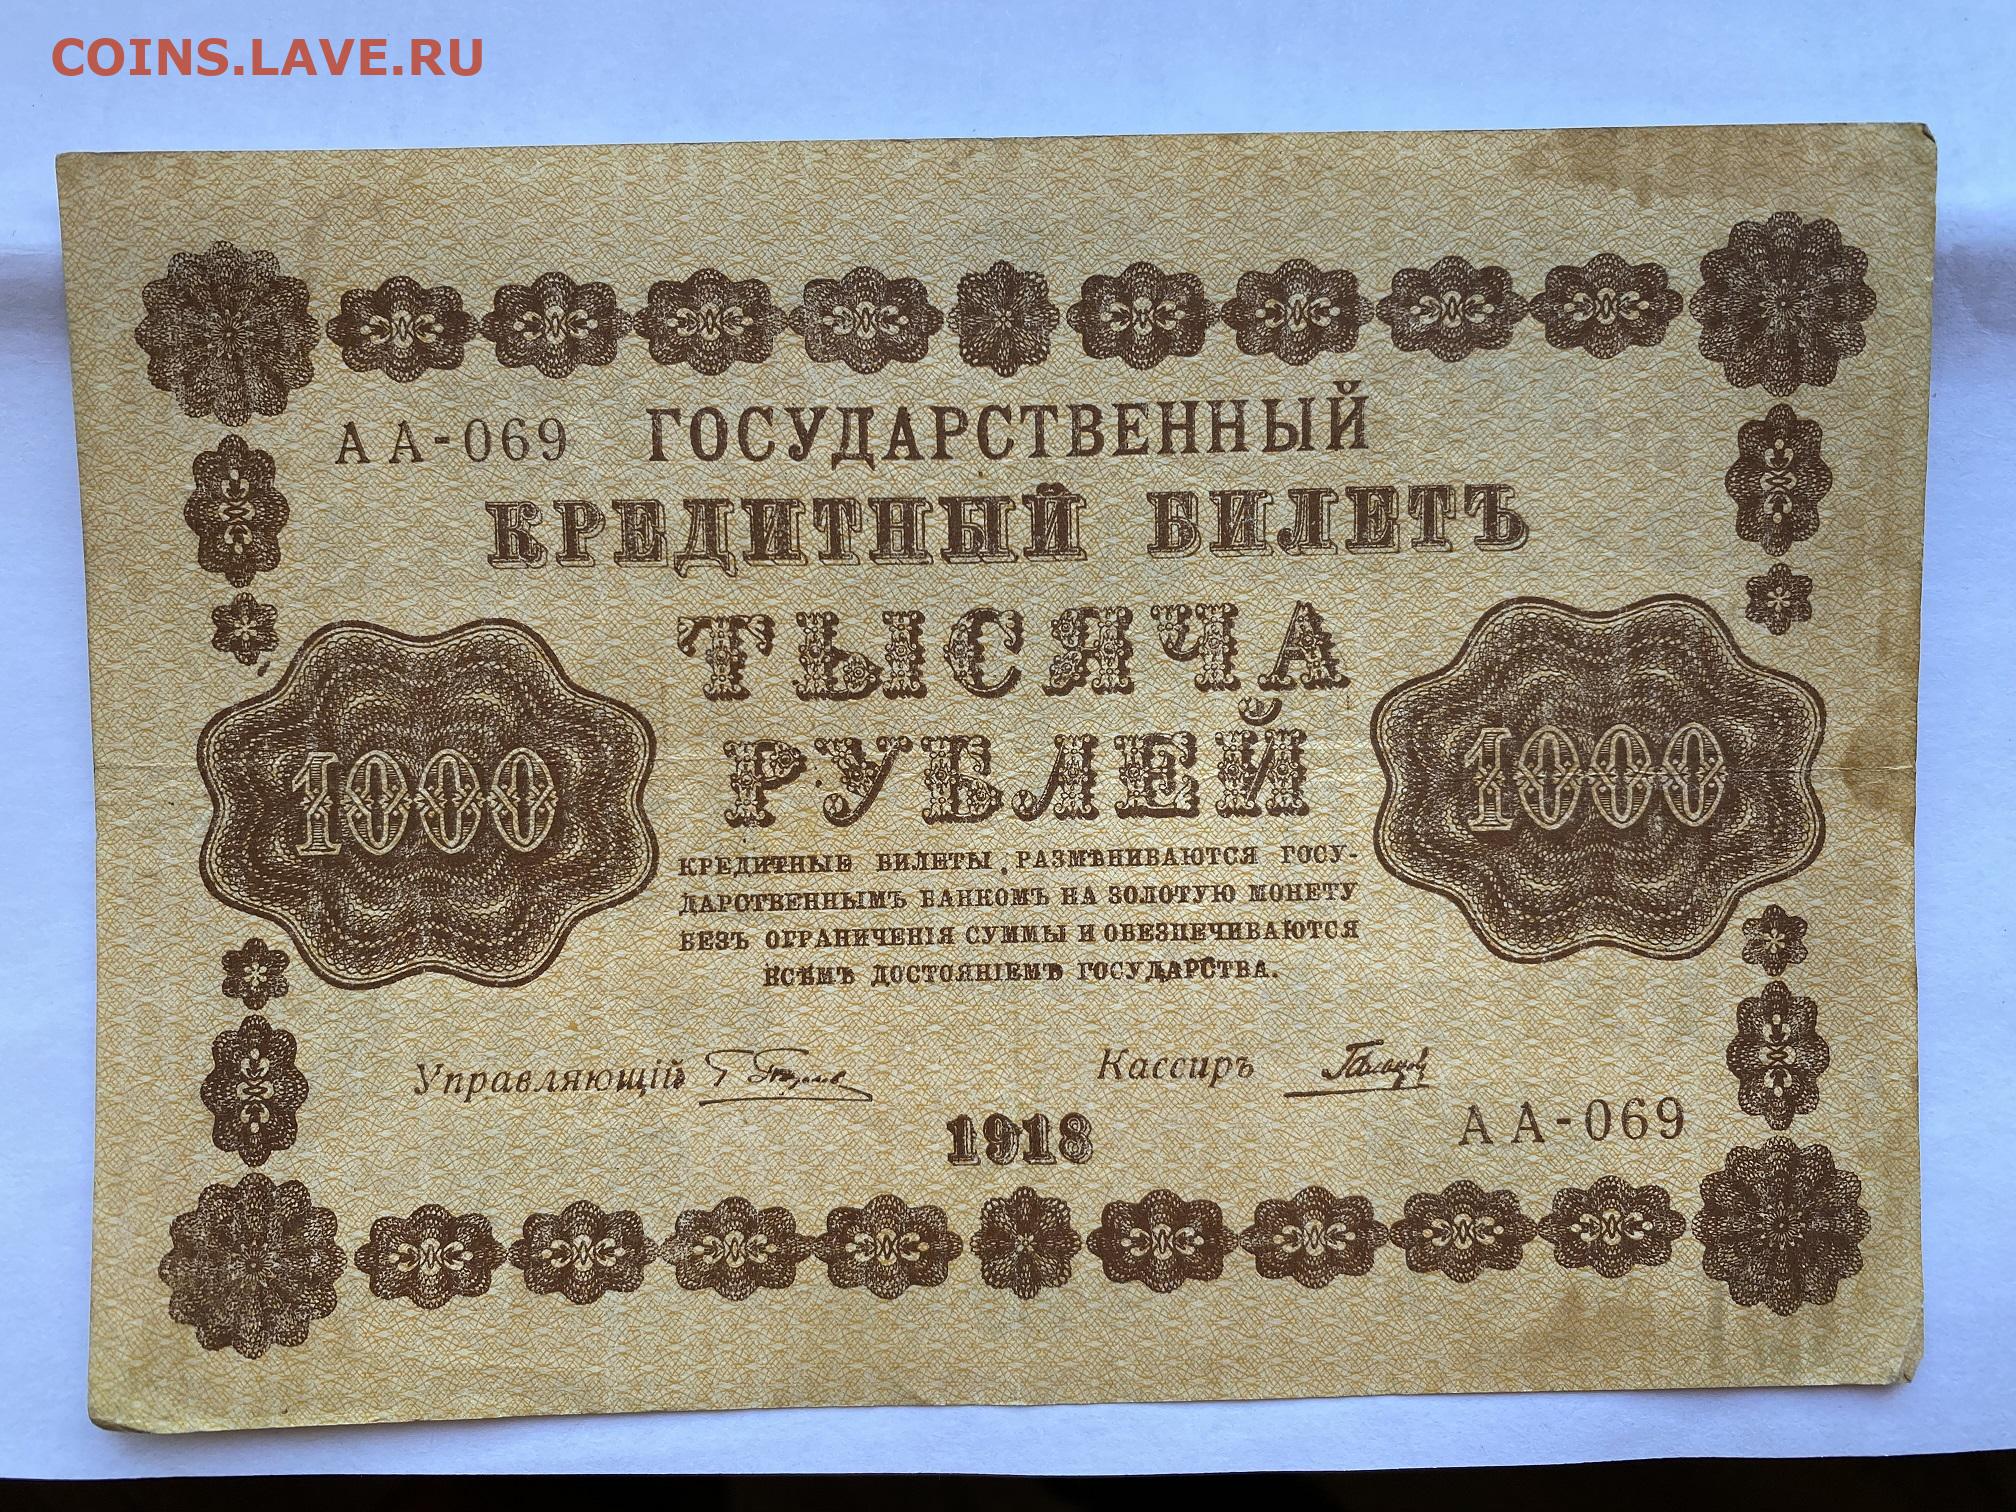 COINS.LAVE.RU
АА-069 ГОСУДАРСТВЕННЫЙ
КРЕДИТНЫЙ БИЛЕТЪ
ТЫСЯЧА
РУБЛЕЙ
1000
1000
КРЕДИТНЫЕ БИЛЕТЫ РАЗМѢНИВАЮТСЯ ГОСУ-
ДАРСТВЕННЫМЪ БАНКОМЪ НА ЗОЛОТУЮ МОНЕТУ
БЕЗЪ ОГРАНИЧЕНІЯ СУММЫ И ОБЕЗПЕЧИВАЮТСЯ
ВСѢМЪ ДОСТОЯНІЕМЪ ГОСУДАРСТВА.
Управляющій
Кассиръ
1918
АА-069